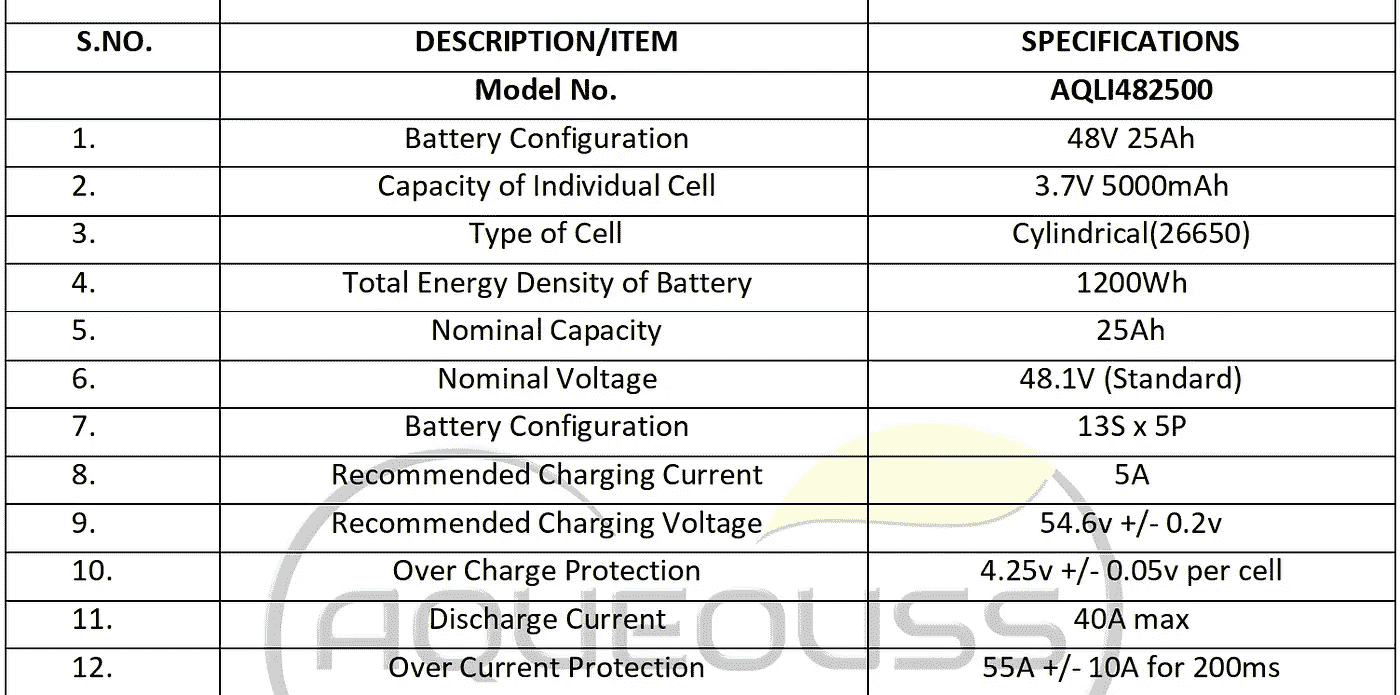 S.NO. DESCRIPTION/ITEM SPECIFICATIONS
Model No. AQLI482500
1. Battery Configuration 48V 25Ah
2. Capacity of Individual Cell 3.7V 5000mAh
3. Type of Cell Cylindrical(26650)
4. Total Energy Density of Battery 1200Wh
5. Nominal Capacity 25Ah
6. Nominal Voltage 48.1V (Standard)
7. Battery Configuration 13S x 5P
8. Recommended Charging Current 5A
9. Recommended Charging Voltage 54.6v +/- 0.2v
10. Over Charge Protection 4.25v +/- 0.05v per cell
11. Discharge Current 40A max
12. Over Current Protection 55A +/- 10A for 200ms
AQUEOUSS